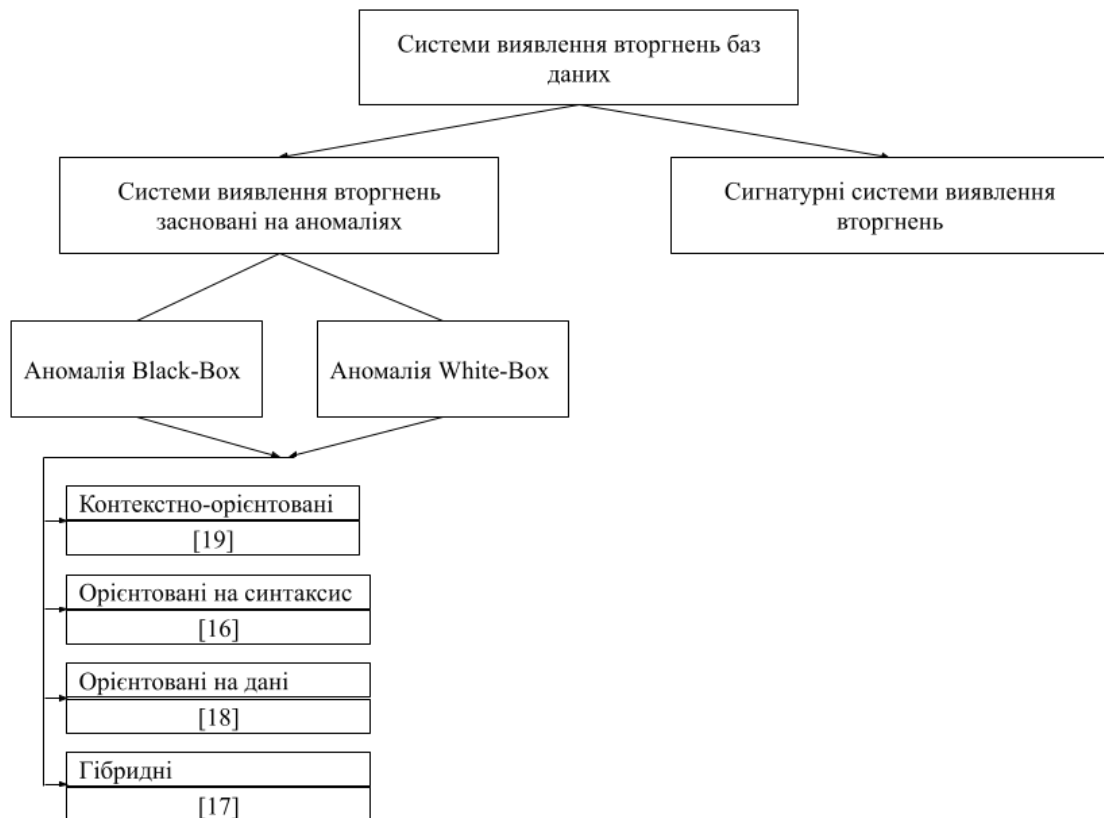 Системи виявлення вторгнень баз
даних
Системи виявлення вторгнень
засновані на аномаліях
Сигнатурні системи виявлення
вторгнень
Аномалія Black-Box
Аномалія White-Box
Контекстно-орієнтовані
[19]
Орієнтовані на синтаксис
[16]
Орієнтовані на дані
[18]
Гібридні
[17]